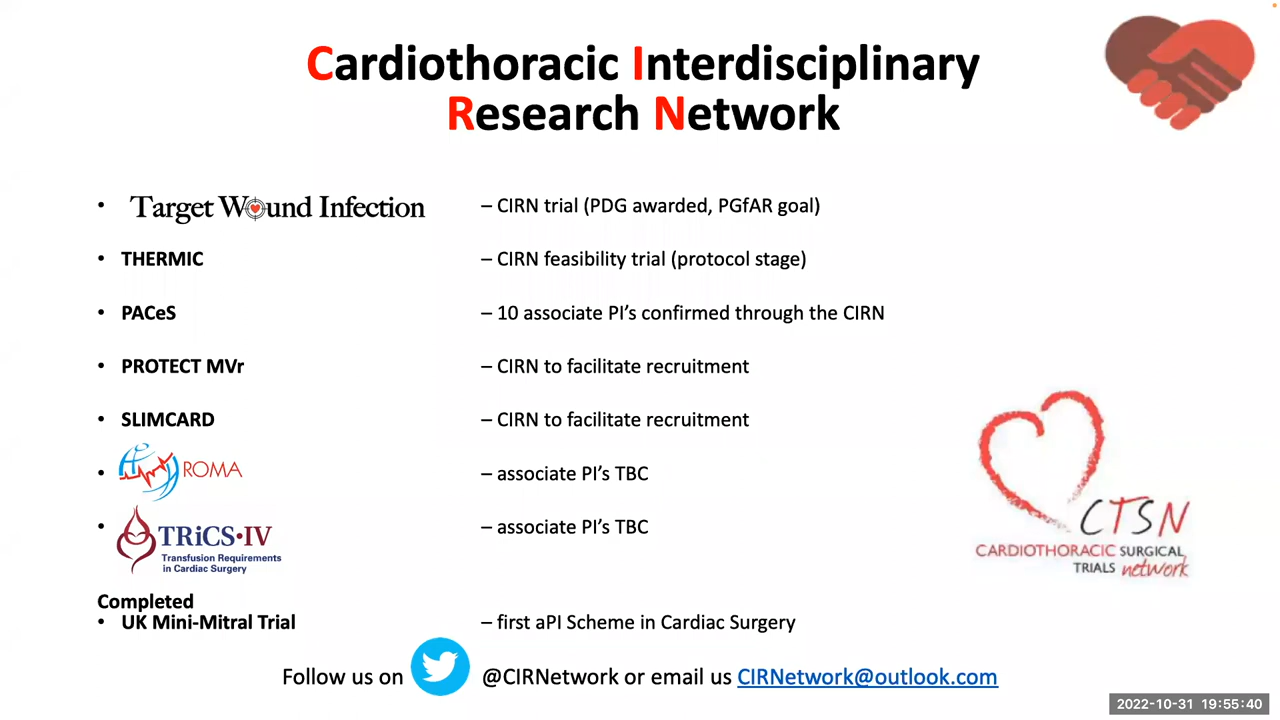 Cardiothoracic Interdisciplinary
Research Network
• Target Wound Infection – CIRN trial (PDG awarded, PGfAR goal)
• THERMIC – CIRN feasibility trial (protocol stage)
• PACeS – 10 associate PI’s confirmed through the CIRN
• PROTECT MVr – CIRN to facilitate recruitment
• SLIMCARD – CIRN to facilitate recruitment
• ROMA – associate PI’s TBC
• TRiCS•IV – associate PI’s TBC
Transfusion Requirements
in Cardiac Surgery
CTSN
CARDIOTHORACIC SURGICAL
TRIALS network
Completed
• UK Mini-Mitral Trial – first aPI Scheme in Cardiac Surgery
Follow us on @CIRNetwork or email us CIRNetwork@outlook.com
2022-10-31 19:55:40